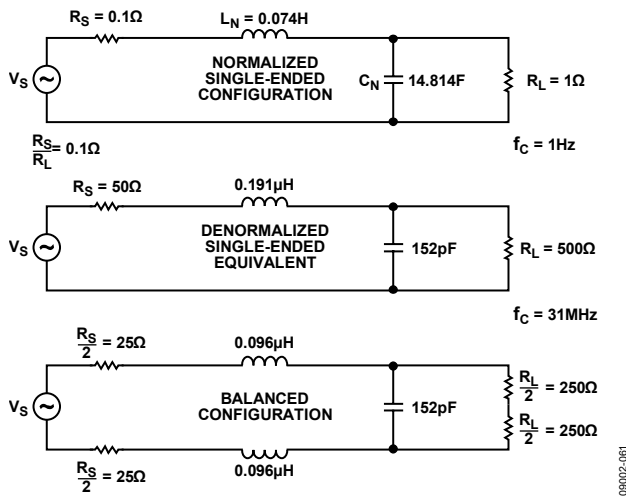 R_S = 0.1Ω
L_N = 0.074H
V_S
NORMALIZED
SINGLE-ENDED
CONFIGURATION
C_N
14.814F
R_L = 1Ω
R_S
R_L
= 0.1Ω
f_C = 1Hz
R_S = 50Ω
0.191µH
V_S
DENORMALIZED
SINGLE-ENDED
EQUIVALENT
152pF
R_L = 500Ω
f_C = 31MHz
R_S
2
= 25Ω
0.096µH
V_S
BALANCED
CONFIGURATION
152pF
R_L
2
= 250Ω
R_L
2
= 250Ω
R_S
2
= 25Ω
0.096µH
09002-061